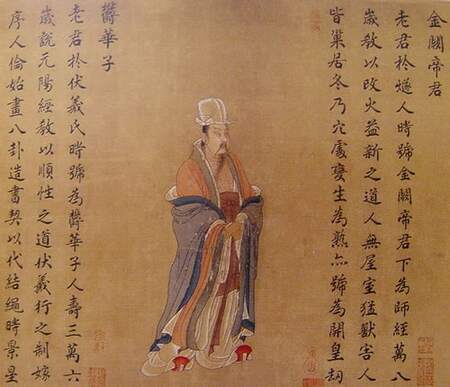 金闕帝君
老君於燧人時號金闕帝君下為師經萬八
歲教以改火益新之道人無屋室猛獸害人
皆巢居冬乃穴處變生為熟亦號為開皇劫
鬱華子
老君於伏羲氏時號為鬱華子人壽三萬六
歲說元陽經教以順性之道伏羲行之制嫁
序人倫始畫八卦造書契以代結繩時景星